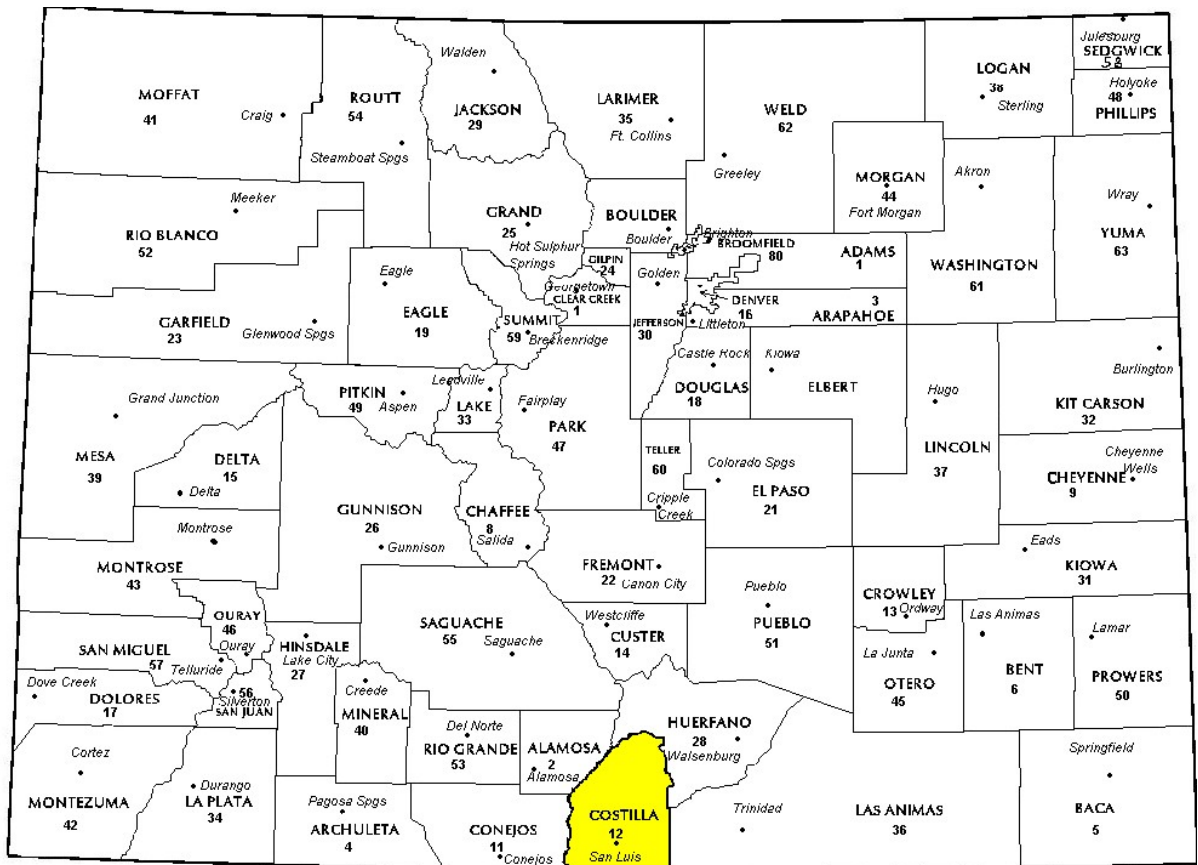 Julesburg
SEDGWICK
58
Walden
LOGAN
38
Sterling
Holyoke
48
PHILLIPS
MOFFAT
41
Craig
ROUTT
54
Steamboat Spgs
JACKSON
29
LARIMER
35
Ft. Collins
WELD
62
Greeley
MORGAN
44
Fort Morgan
Akron
Wray
YUMA
63
Meeker
RIO BLANCO
52
GRAND
25
Hot Sulphur
Springs
BOULDER
Boulder
Brighton
BROOMFIELD
80
ADAMS
1
WASHINGTON
61
GILPIN
24
Golden
Eagle
EAGLE
19
Georgetown
CLEAR CREEK
1
DENVER
16
3
ARAPAHOE
GARFIELD
23
Glenwood Spgs
SUMMIT
59
Breckenridge
JEFFERSON
30
Littleton
Castle Rock
DOUGLAS
18
Kiowa
ELBERT
Burlington
KIT CARSON
32
Hugo
LINCOLN
37
Grand Junction
MESA
39
PITKIN
49
Aspen
Leadville
LAKE
33
Fairplay
PARK
47
DELTA
15
Delta
TELLER
60
Cripple
Creek
Colorado Spgs
EL PASO
21
Cheyenne
Wells
CHEYENNE
9
GUNNISON
26
Gunnison
CHAFFEE
8
Salida
Montrose
MONTROSE
43
FREMONT
22
Canon City
Eads
KIOWA
31
Pueblo
PUEBLO
51
CROWLEY
13
Ordway
OURAY
46
Ouray
SAGUACHE
55
Saguache
Westcliffe
CUSTER
14
Las Animas
BENT
6
Lamar
PROWERS
50
SAN MIGUEL
57
Telluride
HINSDALE
Lake City
27
La Junta
OTERO
45
Dove Creek
DOLORES
17
56
Silverton
SAN JUAN
Creede
MINERAL
40
Del Norte
RIO GRANDE
53
ALAMOSA
2
Alamosa
HUERFANO
28
Walsenburg
Cortez
MONTEZUMA
42
Durango
LA PLATA
34
Pagosa Spgs
ARCHULETA
4
CONEJOS
11
Conejos
COSTILLA
12
San Luis
Trinidad
LAS ANIMAS
36
Springfield
BACA
5